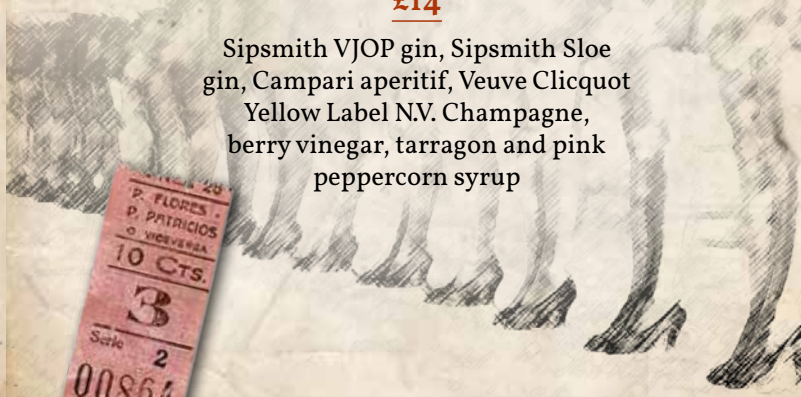 £14
Sipsmith VJOP gin, Sipsmith Sloe
gin, Campari aperitif, Veuve Clicquot
Yellow Label N.V. Champagne,
berry vinegar, tarragon and pink
peppercorn syrup
P. FLORES -
P. PATRICIOS
O VICEVERSA
10 CTS.
3
Serie 2
00864